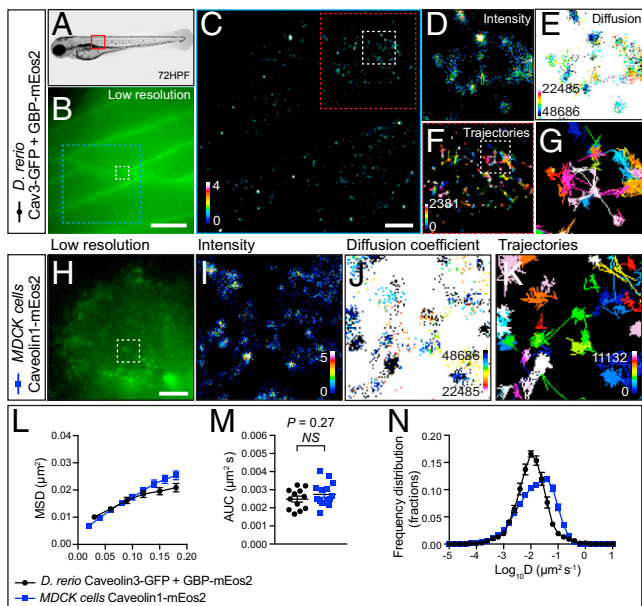 A
72HPF
B
Low resolution
C
4
0
D
Intensity
E
Diffusion
22485
48686
F
Trajectories
2381
0
G
D. rerio
Cav3-GFP + GBP-mEos2
Low resolution
Intensity
Diffusion coefficient
Trajectories
H
I
5
0
J
48686
22485
K
11132
0
MDCK cells
Caveolin1-mEos2
L
MSD (μm²)
0.04
0.03
0.02
0.01
0.00
0.00 0.05 0.10 0.15 0.20
M
P = 0.27
NS
AUC (μm² s)
0.006
0.005
0.004
0.003
0.002
0.001
0.000
N
Frequency distribution
(fractions)
0.20
0.15
0.10
0.05
0.00
-5 -4 -3 -2 -1 0 1
Log₁₀D (μm² s⁻¹)
D. rerio Caveolin3-GFP + GBP-mEos2
MDCK cells Caveolin1-mEos2